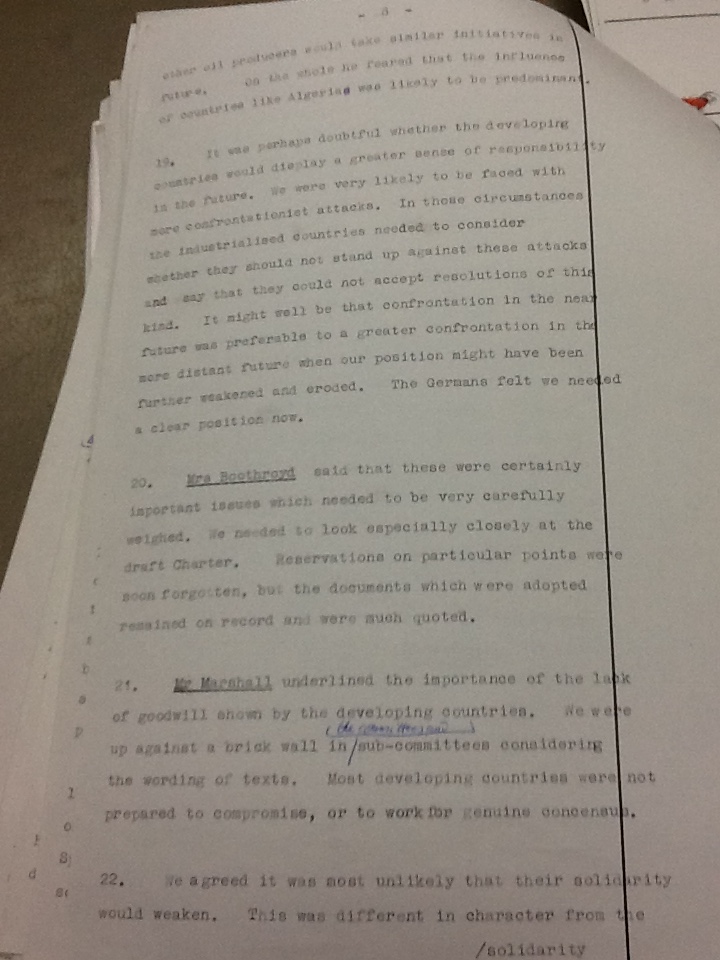 other oil producers would take similar initiatives in
future. On the whole he feared that the influence
of countries like Algeria was likely to be predominant.
19. It was perhaps doubtful whether the developing
countries would display a greater sense of responsibility
in the future. We were very likely to be faced with
more confrontationist attacks. In those circumstances
the industrialised countries needed to consider
whether they should not stand up against these attacks
and say that they could not accept resolutions of this
kind. It might well be that confrontation in the near
future was preferable to a greater confrontation in the
more distant future when our position might have been
further weakened and eroded. The Germans felt we needed
a clear position now.
20. Mrs Boothroyd said that these were certainly
important issues which needed to be very carefully
weighed. We needed to look especially closely at the
draft Charter. Reservations on particular points were
soon forgotten, but the documents which were adopted
remained on record and were much quoted.
21. Mr Marshall underlined the importance of the lack
of goodwill shown by the developing countries. We were
up against a brick wall in/sub-committees considering
the wording of texts. Most developing countries were not
prepared to compromise, or to work for genuine concensus.
22. We agreed it was most unlikely that their solidarity
would weaken. This was different in character from the
/solidarity